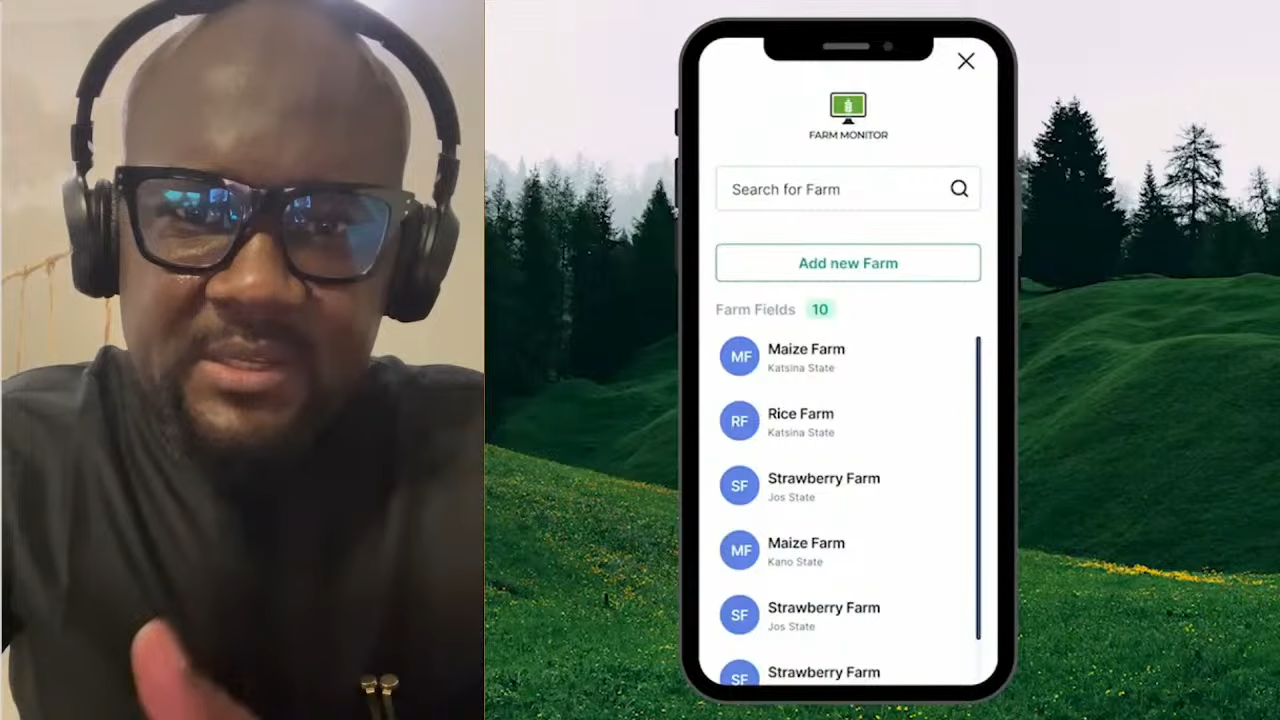 FARM MONITOR
Search for Farm
Add new Farm
Farm Fields 10
MF Maize Farm
Katsina State
RF Rice Farm
Katsina State
SF Strawberry Farm
Jos State
MF Maize Farm
Kano State
SF Strawberry Farm
Jos State
SF Strawberry Farm